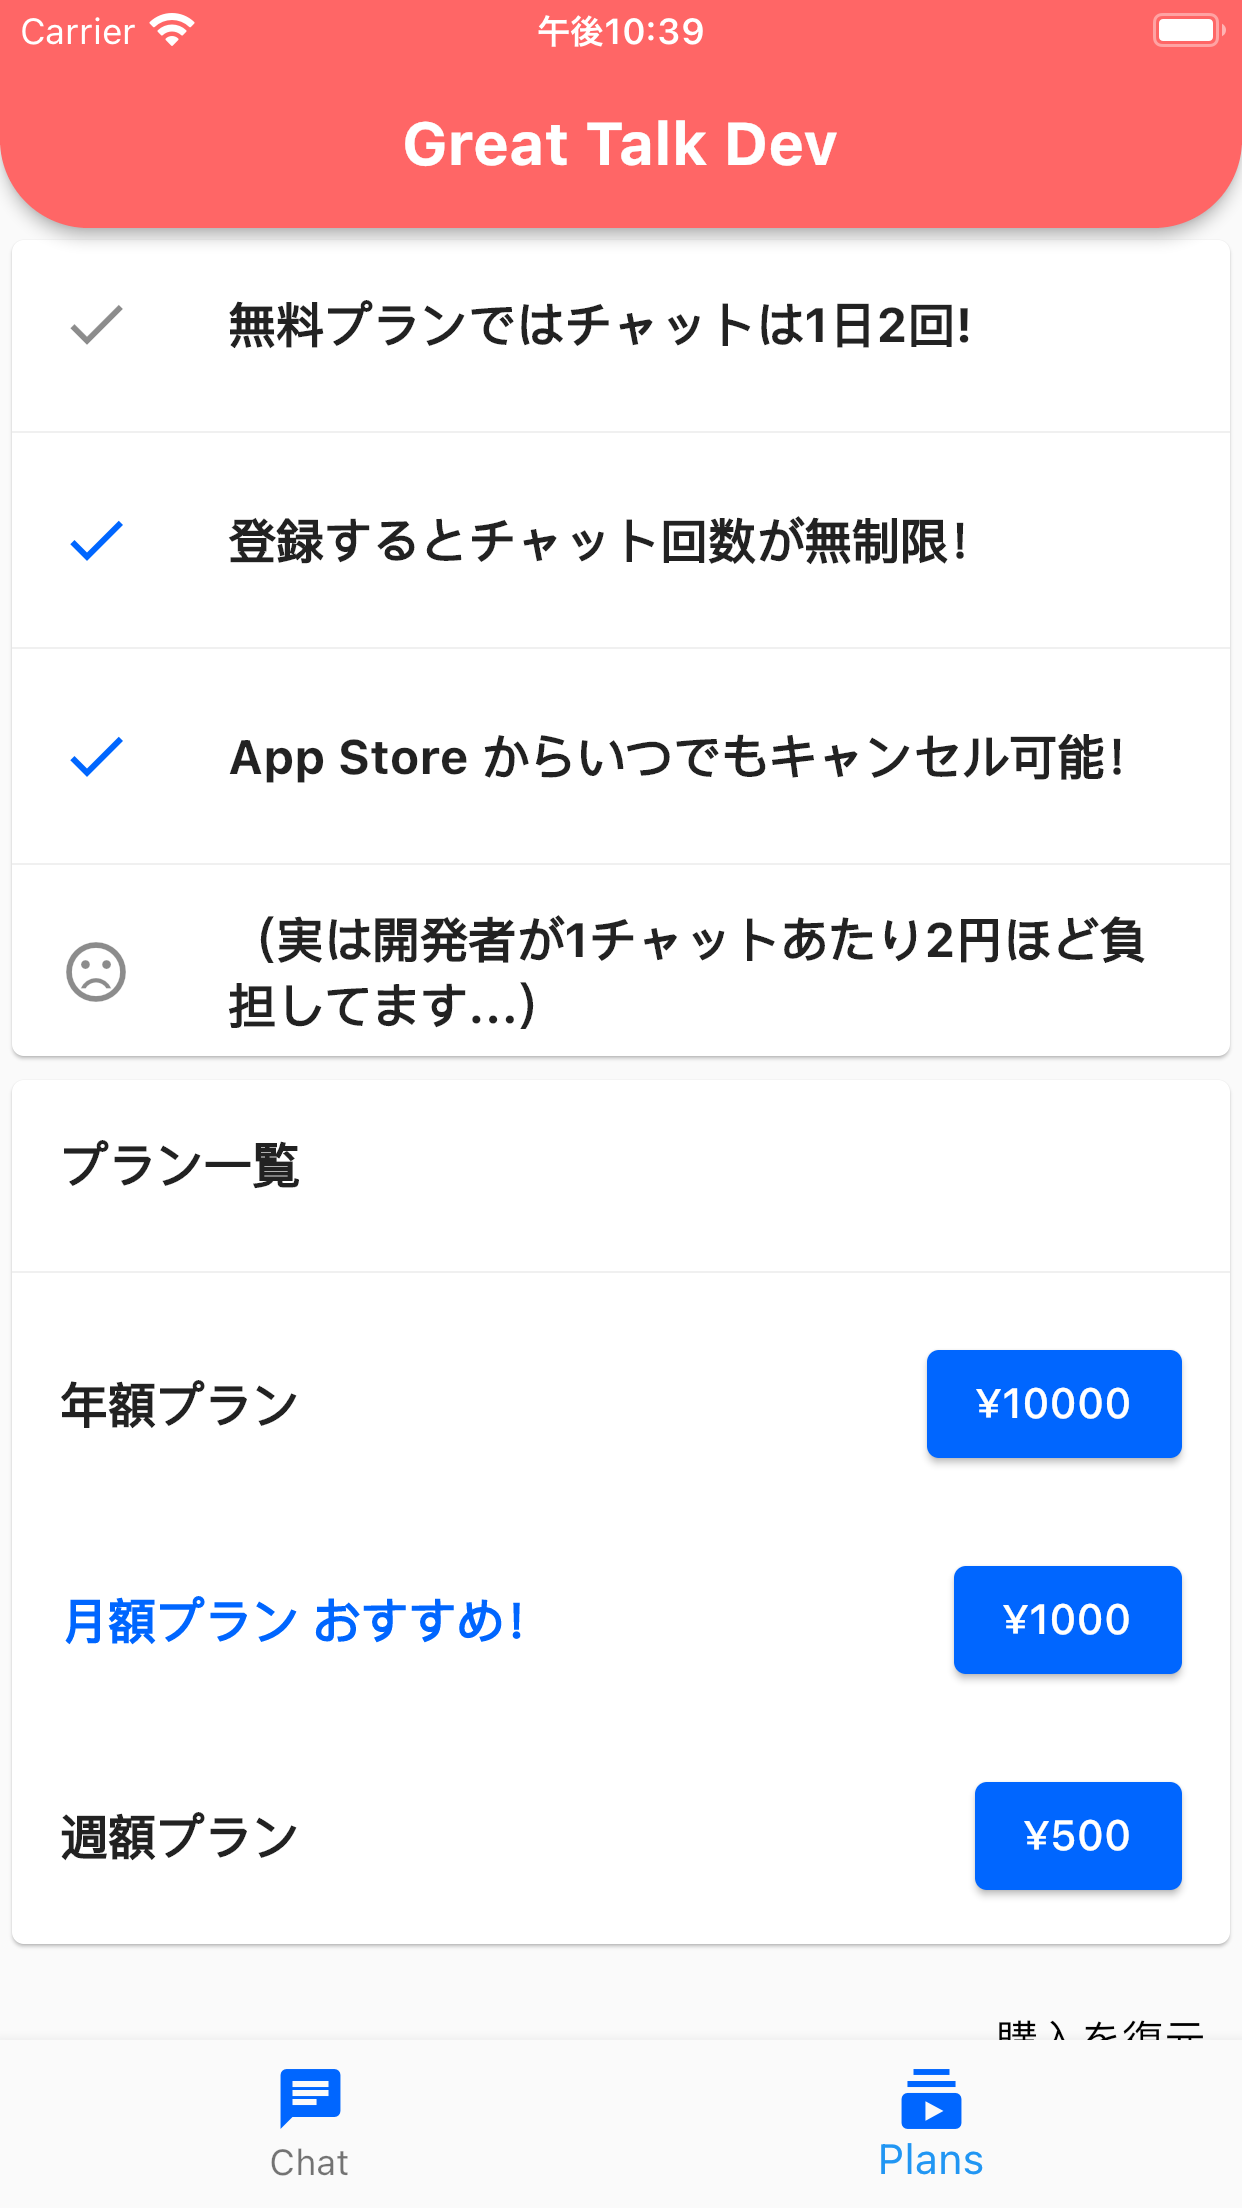 Carrier 午後10:39
Great Talk Dev
無料プランではチャットは1日2回!
登録するとチャット回数が無制限!
App Store からいつでもキャンセル可能!
（実は開発者が1チャットあたり2円ほど負
担してます...）
プラン一覧
年額プラン ¥10000
月額プラン おすすめ! ¥1000
週額プラン ¥500
購入を復元
Chat Plans